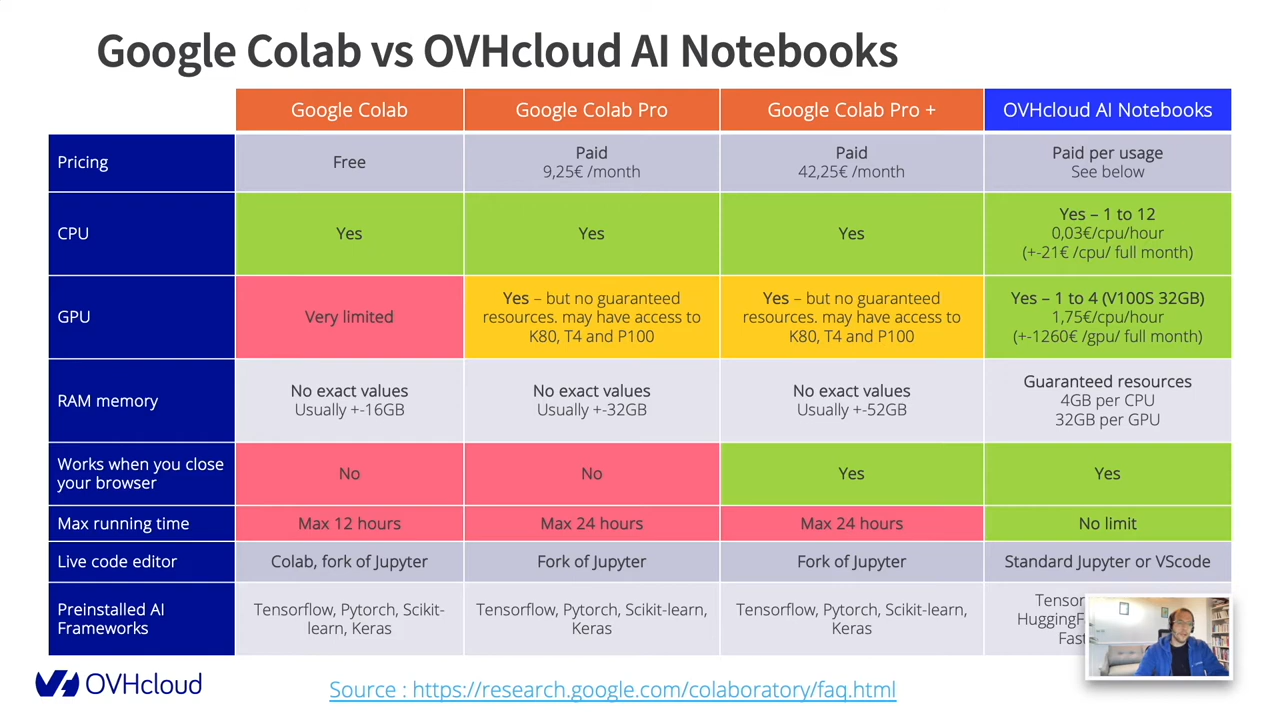 Google Colab vs OVHcloud AI Notebooks
Google Colab
Google Colab Pro
Google Colab Pro +
OVHcloud AI Notebooks
Pricing
Free
Paid
9,25€ /month
Paid
42,25€ /month
Paid per usage
See below
CPU
Yes
Yes
Yes
Yes – 1 to 12
0,03€/cpu/hour
(+-21€ /cpu/ full month)
GPU
Very limited
Yes – but no guaranteed
resources. may have access to
K80, T4 and P100
Yes – but no guaranteed
resources. may have access to
K80, T4 and P100
Yes – 1 to 4 (V100S 32GB)
1,75€/cpu/hour
(+-1260€ /gpu/ full month)
RAM memory
No exact values
Usually +-16GB
No exact values
Usually +-32GB
No exact values
Usually +-52GB
Guaranteed resources
4GB per CPU
32GB per GPU
Works when you close
your browser
No
No
Yes
Yes
Max running time
Max 12 hours
Max 24 hours
Max 24 hours
No limit
Live code editor
Colab, fork of Jupyter
Fork of Jupyter
Fork of Jupyter
Standard Jupyter or VScode
Preinstalled AI
Frameworks
Tensorflow, Pytorch, Scikit-
learn, Keras
Tensorflow, Pytorch, Scikit-learn,
Keras
Tensorflow, Pytorch, Scikit-learn,
Keras
OVHcloud
Source : https://research.google.com/colaboratory/faq.html